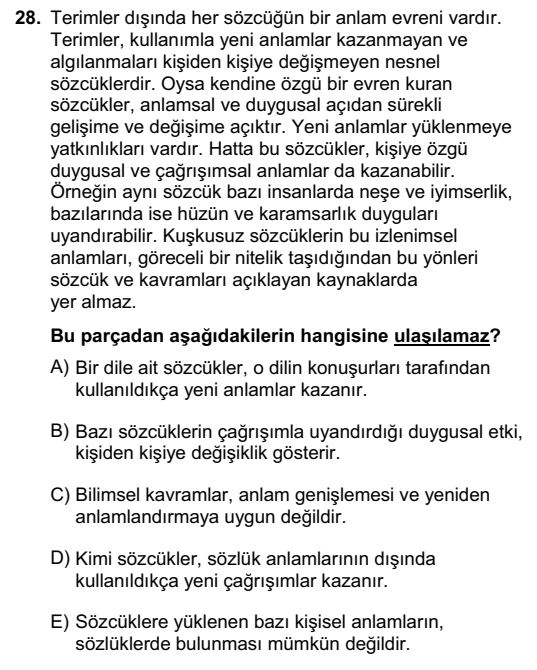 28. Terimler dışında her sözcüğün bir anlam evreni vardır.
Terimler, kullanımla yeni anlamlar kazanmayan ve
algılanmaları kişiden kişiye değişmeyen nesnel
sözcüklerdir. Oysa kendine özgü bir evren kuran
sözcükler, anlamsal ve duygusal açıdan sürekli
gelişime ve değişime açıktır. Yeni anlamlar yüklenmeye
yatkınlıkları vardır. Hatta bu sözcükler, kişiye özgü
duygusal ve çağrışımsal anlamlar da kazanabilir.
Örneğin aynı sözcük bazı insanlarda neşe ve iyimserlik,
bazılarında ise hüzün ve karamsarlık duyguları
uyandırabilir. Kuşkusuz sözcüklerin bu izlenimsel
anlamları, göreceli bir nitelik taşıdığından bu yönleri
sözcük ve kavramları açıklayan kaynaklarda
yer almaz.
Bu parçadan aşağıdakilerin hangisine ulaşılamaz?
A) Bir dile ait sözcükler, o dilin konuşurları tarafından
kullanıldıkça yeni anlamlar kazanır.
B) Bazı sözcüklerin çağrışımla uyandırdığı duygusal etki,
kişiden kişiye değişiklik gösterir.
C) Bilimsel kavramlar, anlam genişlemesi ve yeniden
anlamlandırmaya uygun değildir.
D) Kimi sözcükler, sözlük anlamlarının dışında
kullanıldıkça yeni çağrışımlar kazanır.
E) Sözcüklere yüklenen bazı kişisel anlamların,
sözlüklerde bulunması mümkün değildir.